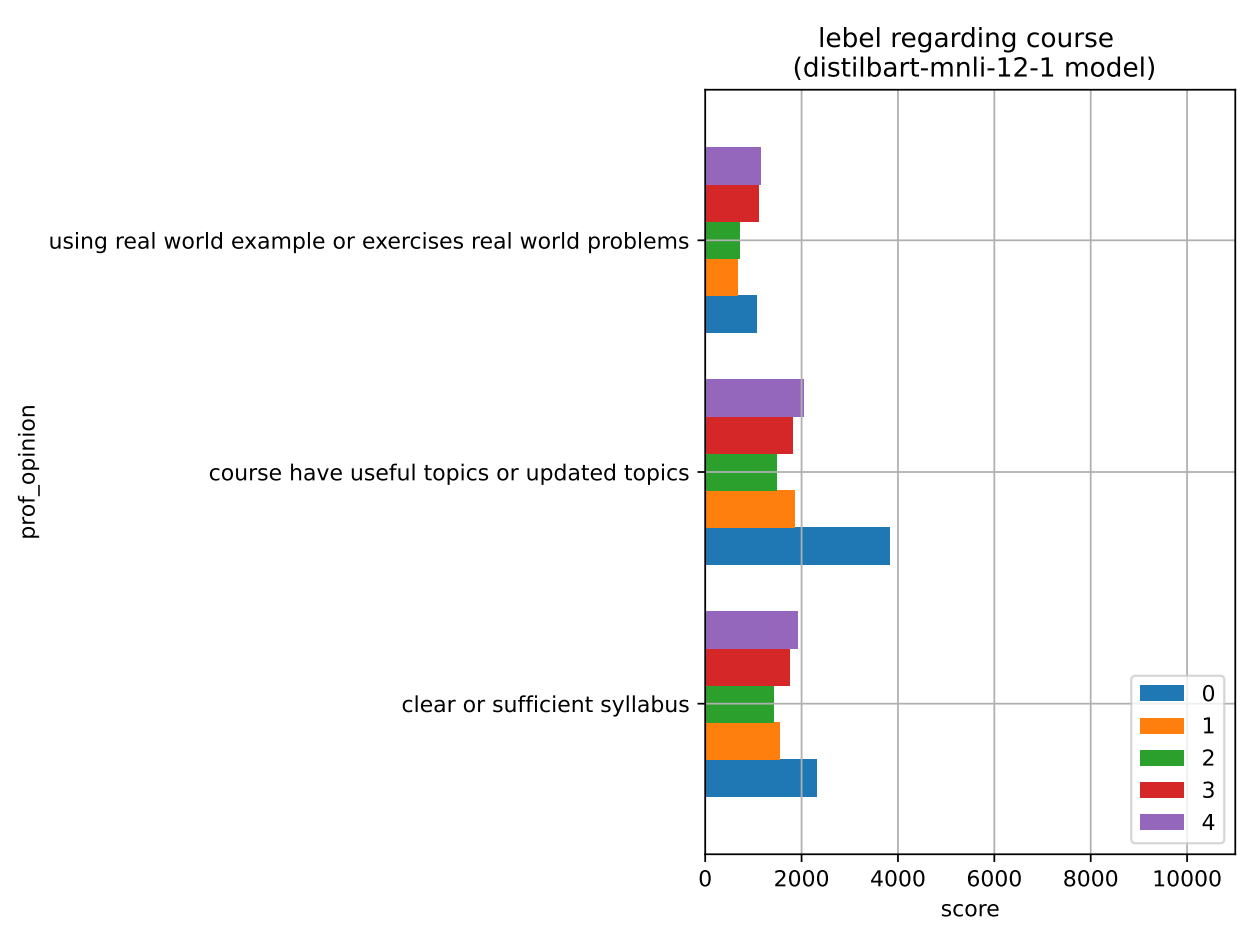 lebel regarding course
(distilbart-mnli-12-1 model)
using real world example or exercises real world problems
course have useful topics or updated topics
clear or sufficient syllabus
prof_opinion
0
1
2
3
4
0 2000 4000 6000 8000 10000
score